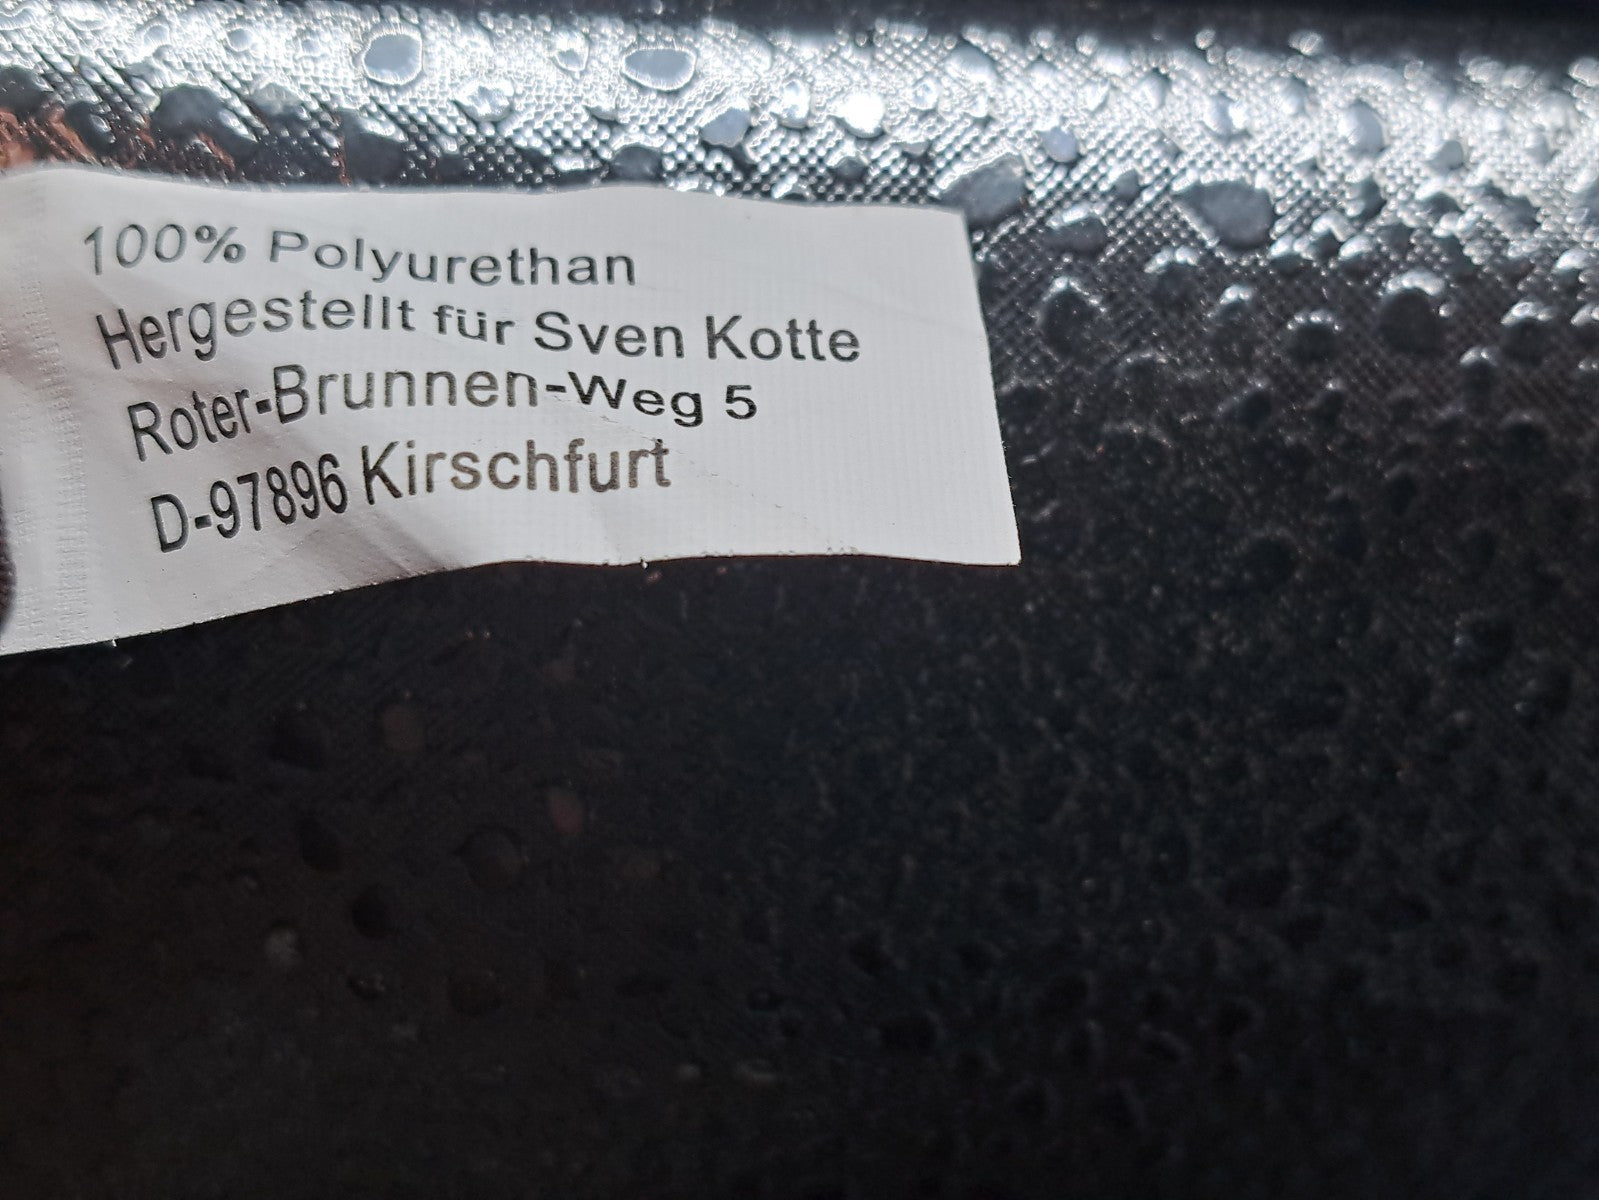 100% Polyurethan
Hergestellt für Sven Kotte
Roter-Brunnen-Weg 5
D-97896 Kirschfurt